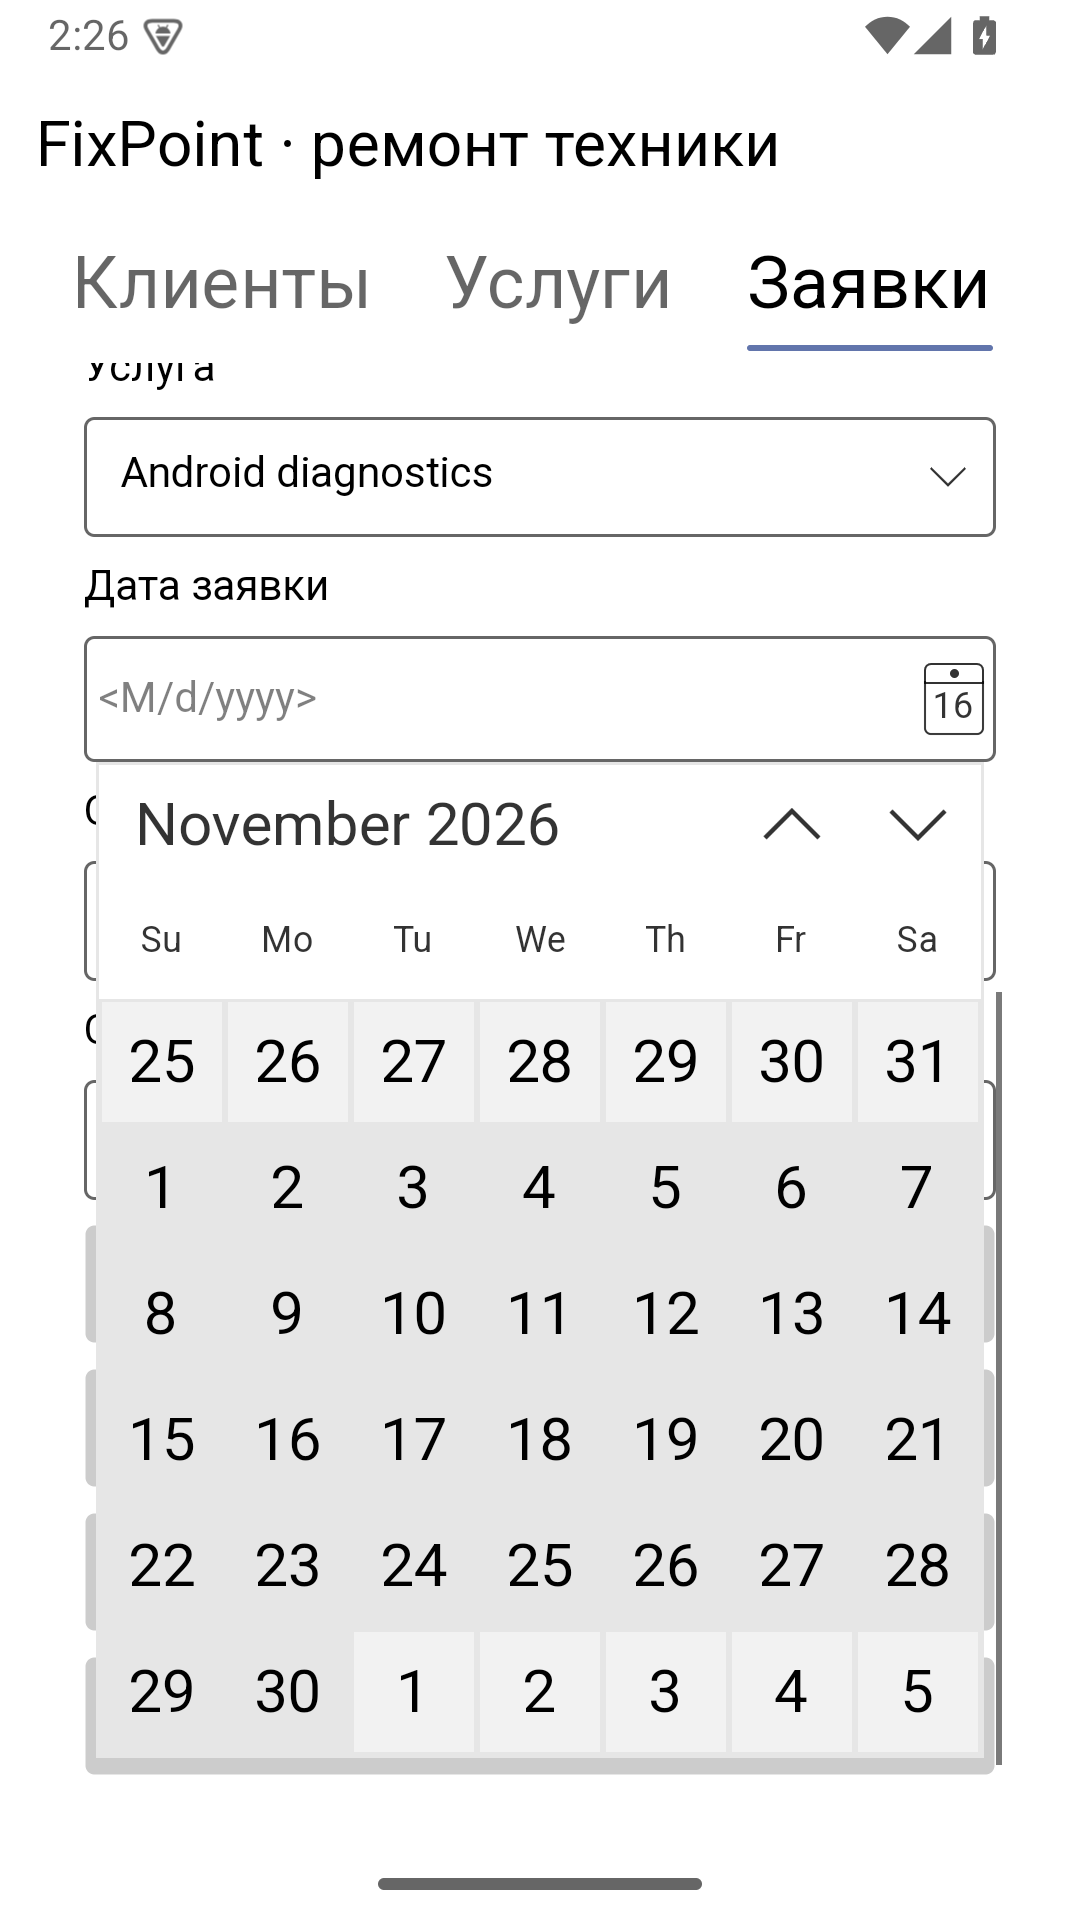 2:26
FixPoint · ремонт техники
Клиенты Услуги Заявки
Услуга
Android diagnostics
Дата заявки
<M/d/yyyy>
16
November 2026
Su Mo Tu We Th Fr Sa
25 26 27 28 29 30 31
1 2 3 4 5 6 7
8 9 10 11 12 13 14
15 16 17 18 19 20 21
22 23 24 25 26 27 28
29 30 1 2 3 4 5